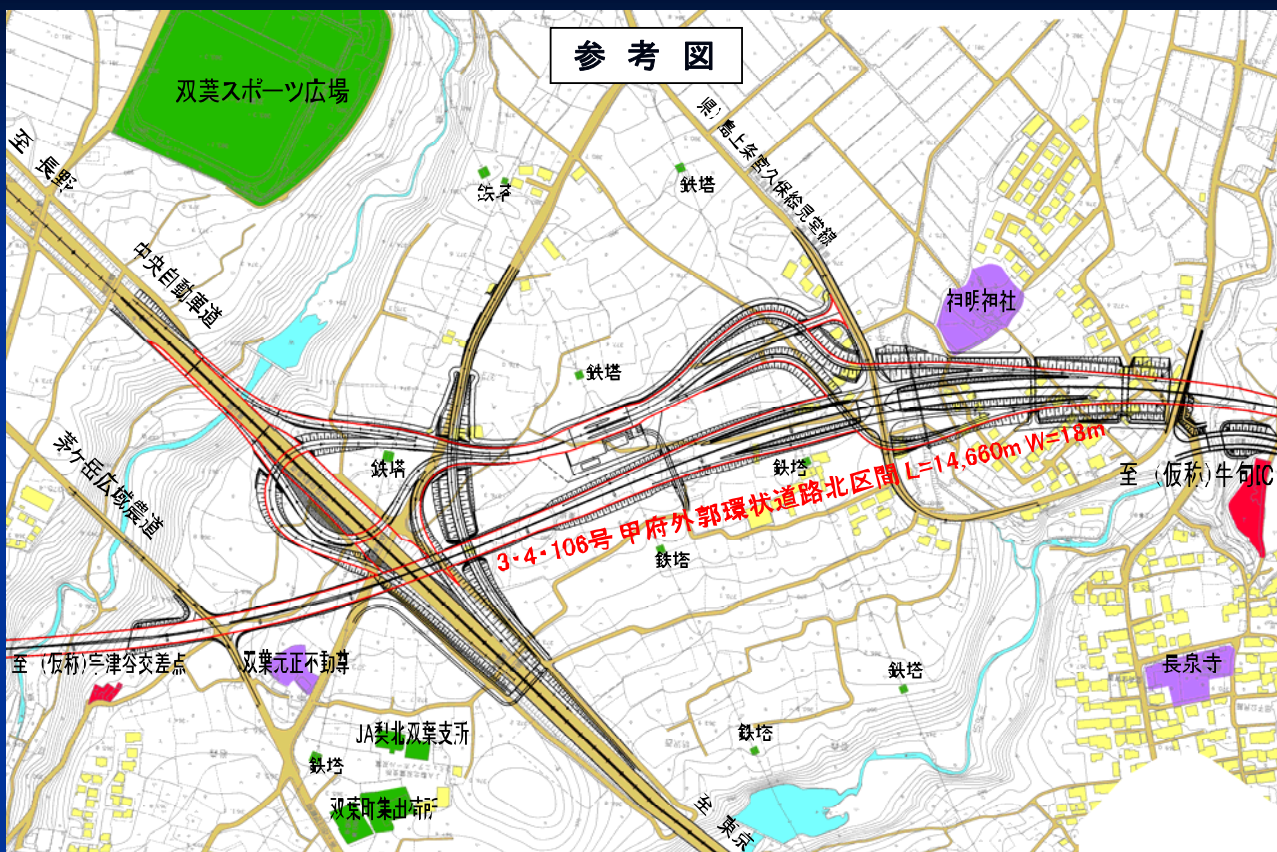 参考図
双葉スポーツ広場
至 長野
中央自動車道
県）島上条宮久保絵見堂線
鉄塔
神明神社
鉄塔
鉄塔
鉄塔
茅ケ岳広域農道
3・4・106号 甲府外郭環状道路北区間 L=14,660m W=18m
至 （仮称）牛句IC
鉄塔
至 （仮称）宇津谷交差点
双葉元正不動尊
鉄塔
長泉寺
JA梨北双葉支所
鉄塔
鉄塔
双葉町集出荷所
至 東京